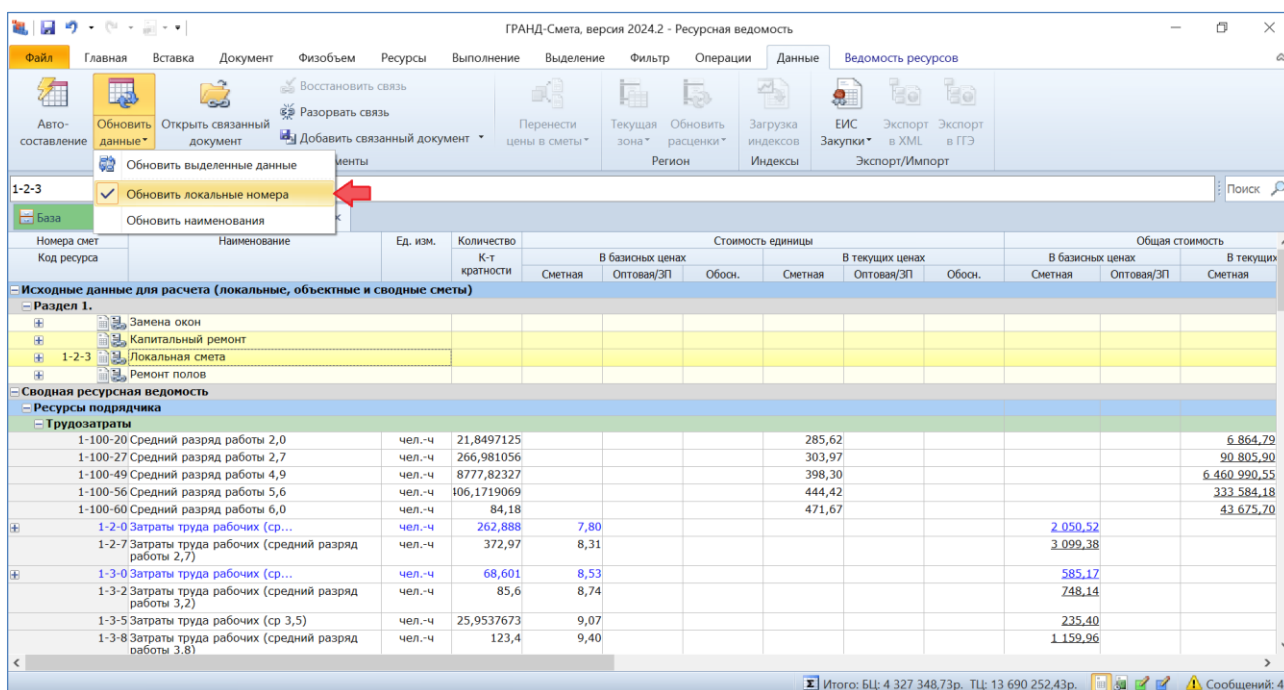 ГРАНД-Смета, версия 2024.2 - Ресурсная ведомость
Файл Главная Вставка Документ Физобъем Ресурсы Выполнение Выделение Фильтр Операции Данные Ведомость ресурсов
Авто-составление
Обновить данные
Открыть связанный документ
Восстановить связь
Разорвать связь
Добавить связанный документ
Перенести цены в сметы
Текущая зона
Обновить расценки
Загрузка индексов
ЕИС Закупки
Экспорт в XML
Экспорт в ГГЭ
Регион Индексы Экспорт/Импорт
Обновить выделенные данные
Обновить локальные номера
Обновить наименования
1-2-3 Поиск
База
Номера смет Наименование Ед. изм. Количество Стоимость единицы Общая стоимость
Код ресурса К-т кратности В базисных ценах В текущих ценах В базисных ценах В текущих
Сметная Оптовая/ЗП Обосн. Сметная Оптовая/ЗП Обосн. Сметная Оптовая/ЗП Сметная
Исходные данные для расчета (локальные, объектные и сводные сметы)
Раздел 1.
Замена окон
Капитальный ремонт
1-2-3 Локальная смета
Ремонт полов
Сводная ресурсная ведомость
Ресурсы подрядчика
Трудозатраты
1-100-20 Средний разряд работы 2,0 чел.-ч 21,8497125 285,62 6 864,79
1-100-27 Средний разряд работы 2,7 чел.-ч 266,981056 303,97 90 805,90
1-100-49 Средний разряд работы 4,9 чел.-ч 8777,82327 398,30 6 460 990,55
1-100-56 Средний разряд работы 5,6 чел.-ч 406,1719069 444,42 333 584,18
1-100-60 Средний разряд работы 6,0 чел.-ч 84,18 471,67 43 675,70
1-2-0 Затраты труда рабочих (ср... чел.-ч 262,888 7,80 2 050,52
1-2-7 Затраты труда рабочих (средний разряд чел.-ч 372,97 8,31 3 099,38
работы 2,7)
1-3-0 Затраты труда рабочих (ср... чел.-ч 68,601 8,53 585,17
1-3-2 Затраты труда рабочих (средний разряд чел.-ч 85,6 8,74 748,14
работы 3,2)
1-3-5 Затраты труда рабочих (ср 3,5) чел.-ч 25,9537673 9,07 235,40
1-3-8 Затраты труда рабочих (средний разряд чел.-ч 123,4 9,40 1 159,96
работы 3,8)
Итого: БЦ: 4 327 348,73р. ТЦ: 13 690 252,43р. Сообщений: 4